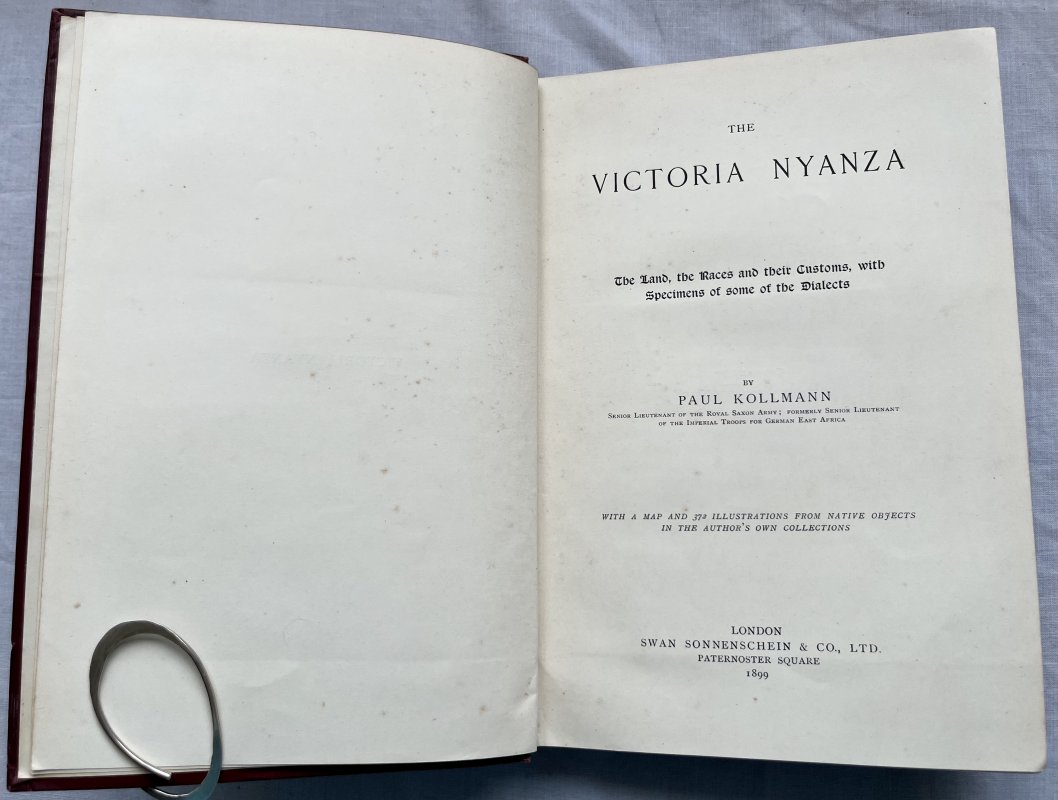 THE
VICTORIA NYANZA
The Land, the Races and their Customs, with
Specimens of some of the Dialects
BY
PAUL KOLLMANN
SENIOR LIEUTENANT OF THE ROYAL SAXON ARMY; FORMERLY SENIOR LIEUTENANT
OF THE IMPERIAL TROOPS FOR GERMAN EAST AFRICA
WITH A MAP AND 372 ILLUSTRATIONS FROM NATIVE OBJECTS
IN THE AUTHOR'S OWN COLLECTIONS
LONDON
SWAN SONNENSCHEIN & CO., LTD.
PATERNOSTER SQUARE
1899